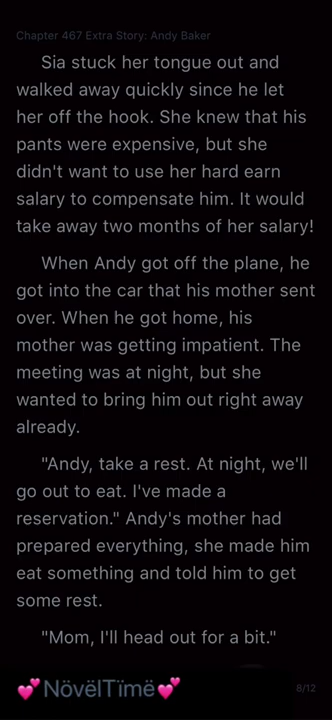 Chapter 467 Extra Story: Andy Baker
Sia stuck her tongue out and
walked away quickly since he let
her off the hook. She knew that his
pants were expensive, but she
didn't want to use her hard earn
salary to compensate him. It would
take away two months of her salary!
When Andy got off the plane, he
got into the car that his mother sent
over. When he got home, his
mother was getting impatient. The
meeting was at night, but she
wanted to bring him out right away
already.
"Andy, take a rest. At night, we'll
go out to eat. I've made a
reservation." Andy's mother had
prepared everything, she made him
eat something and told him to get
some rest.
"Mom, I'll head out for a bit."
💕NövëlTïmë💕
8/12